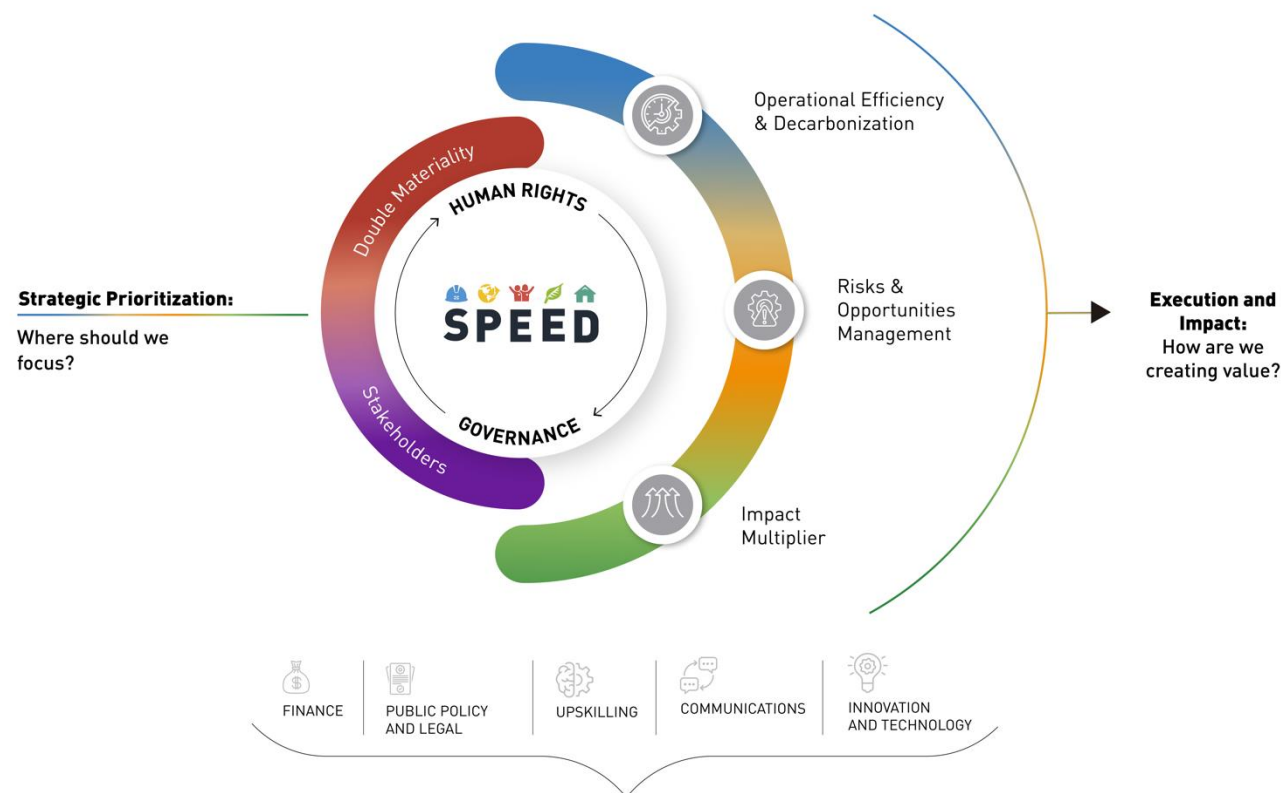 Strategic Prioritization:
Where should we
focus?
Double Materiality
Stakeholders
HUMAN RIGHTS
SPEED
GOVERNANCE
Operational Efficiency
& Decarbonization
Risks &
Opportunities
Management
Impact
Multiplier
Execution and
Impact:
How are we
creating value?
FINANCE
PUBLIC POLICY
AND LEGAL
UPSKILLING
COMMUNICATIONS
INNOVATION
AND TECHNOLOGY